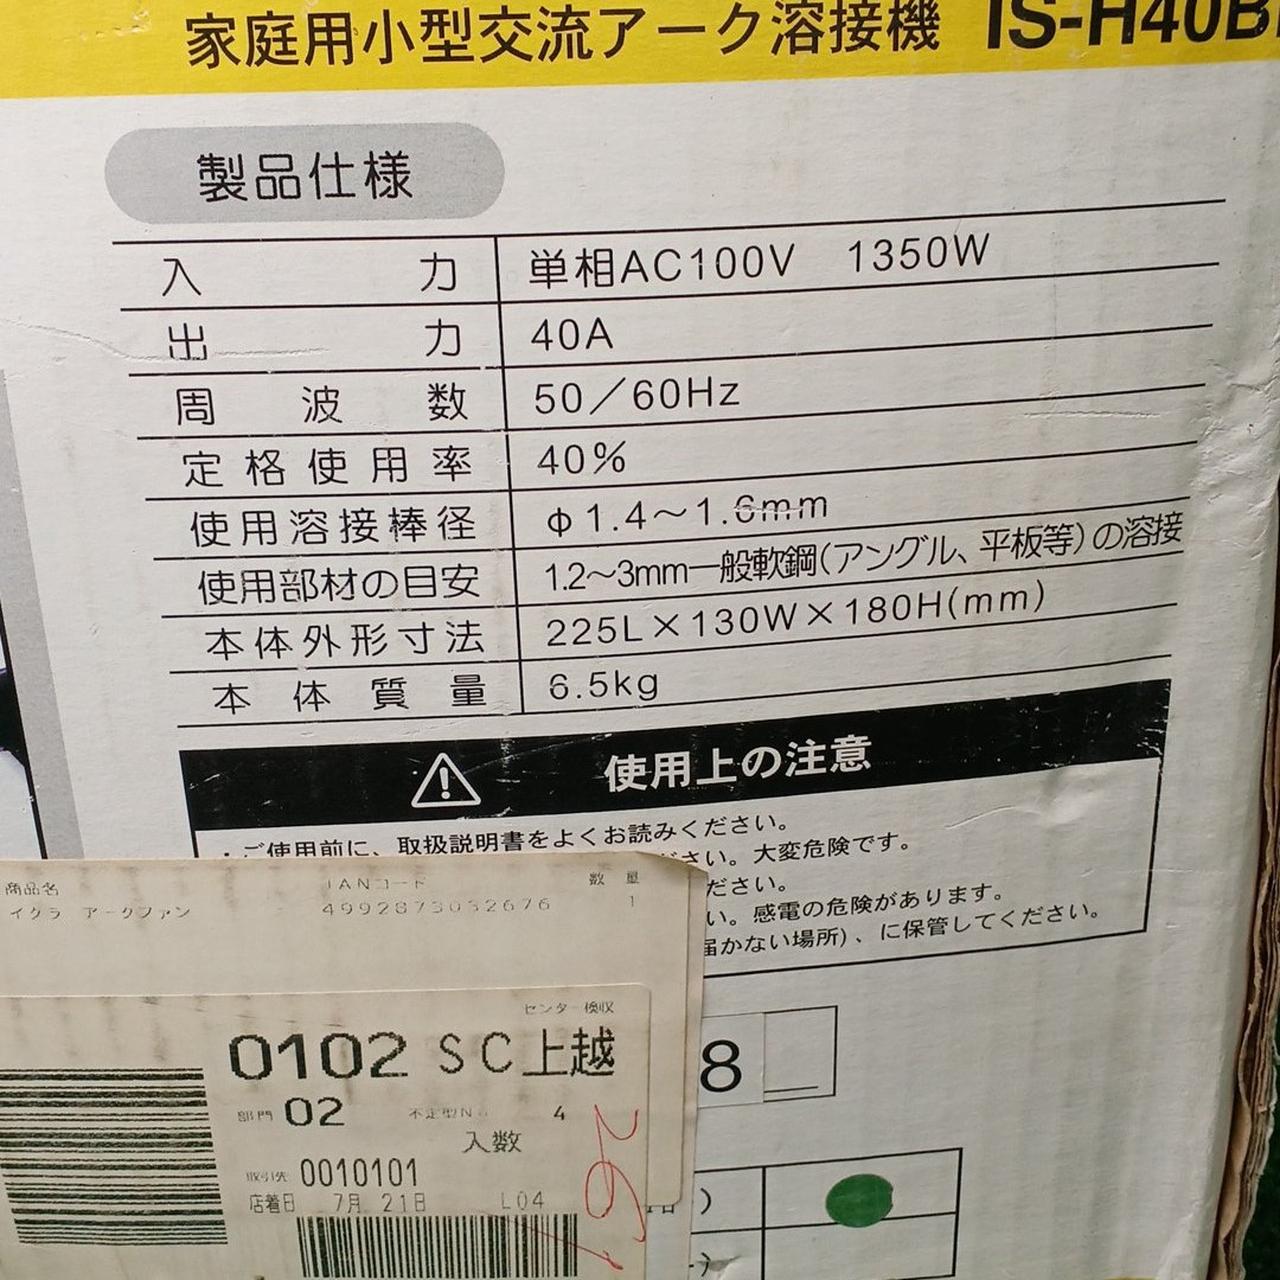 家庭用小型交流アーク溶接機 IS-H40B
製品仕様
入力 単相AC100V 1350W
出力 40A
周波数 50／60Hz
定格使用率 40%
使用溶接棒径 φ1.4〜1.6mm
使用部材の目安 1.2〜3mm一般軟鋼(アングル、平板等)の溶接
本体外形寸法 225L×130W×180H(mm)
本体質量 6.5kg
使用上の注意
・ご使用前に、取扱説明書をよくお読みください。
ださい。大変危険です。
ださい。
い。感電の危険があります。
届かない場所)、に保管してください。
商品名 JANコード 数量
イクラ アークファン 4992873032676 1
センター検収
0102 SC上越
8
部門 02 不定型No. 4
入数
取引先 0010101
店着日 7月 21日 L04
261
)